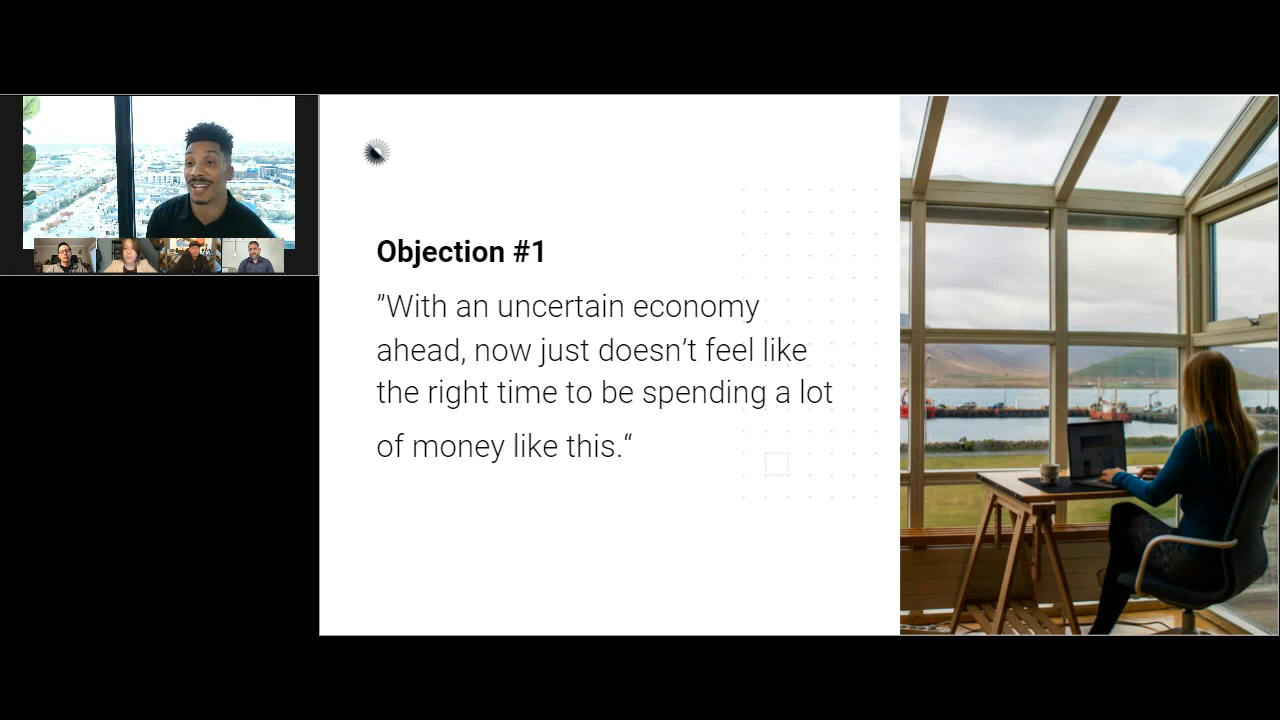 Objection #1
”With an uncertain economy
ahead, now just doesn’t feel like
the right time to be spending a lot
of money like this.“